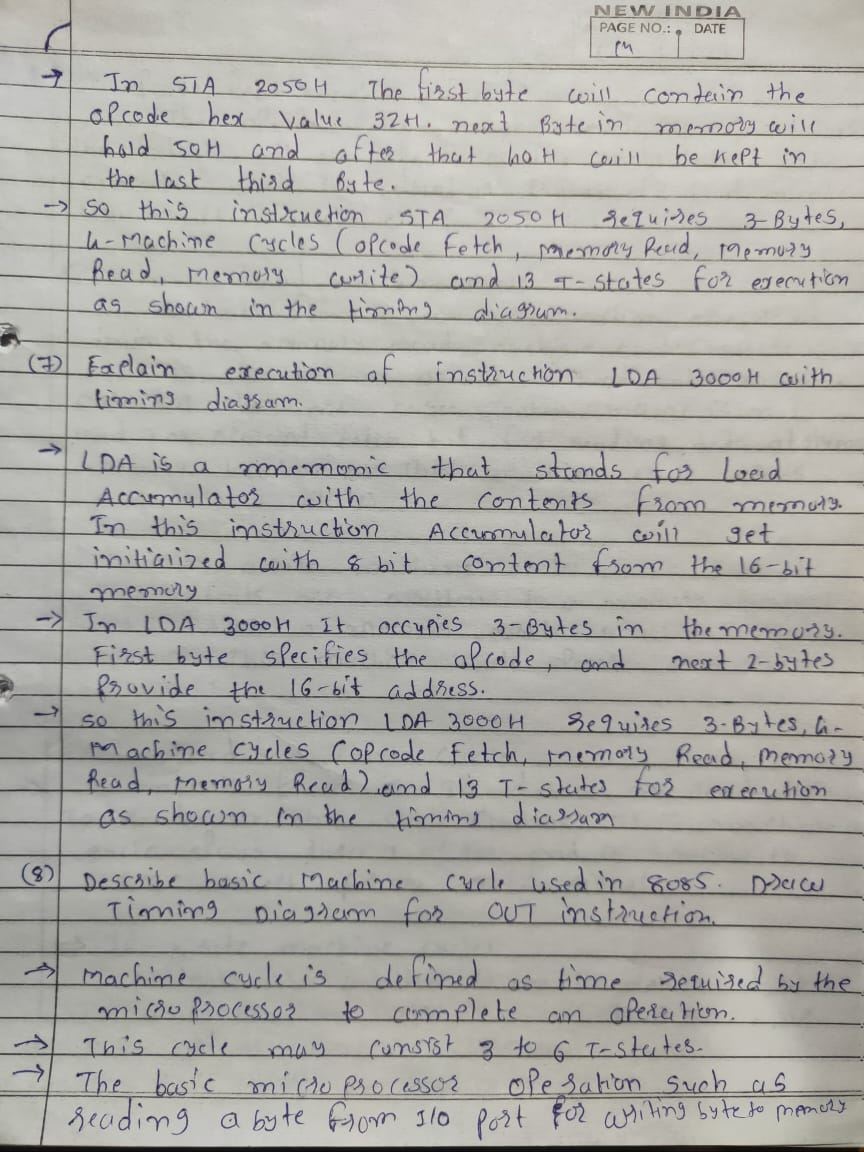 NEW INDIA
PAGE NO.: DATE
→ In STA 2050H The first byte will contain the
opcode hex value 32H. next Byte in memory will
hold 50H and after that 20H will be kept in
the last third Byte.
→ So this instruction STA 2050H requires 3-Bytes,
4-Machine Cycles (opcode Fetch, memory Read, Memory
Read, memory write) and 13 T-States for execution
as shown in the timing diagram.
(7) Explain execution of instruction LDA 3000H with
timing diagram.
→ LDA is a mnemonic that stands for Load
Accumulator with the contents from memory.
In this instruction Accumulator will get
initialized with 8 bit content from the 16-bit
memory
→ In LDA 3000H It occupies 3-Bytes in the memory.
First byte specifies the opcode, and next 2-bytes
Provide the 16-bit address.
→ so this instruction LDA 3000H requires 3-Bytes, 4-
Machine cycles (opcode Fetch, memory Read, memory
Read, memory Read) and 13 T-states for execution
as shown in the timing diagram
(8) Describe basic Machine cycle used in 8085. Draw
Timing Diagram for OUT instruction.
→ Machine cycle is defined as time required by the
microprocessor to complete an operation.
→ This cycle may consist 3 to 6 T-states.
→ The basic microprocessor operation such as
reading a byte from I/O port for writing byte to memory